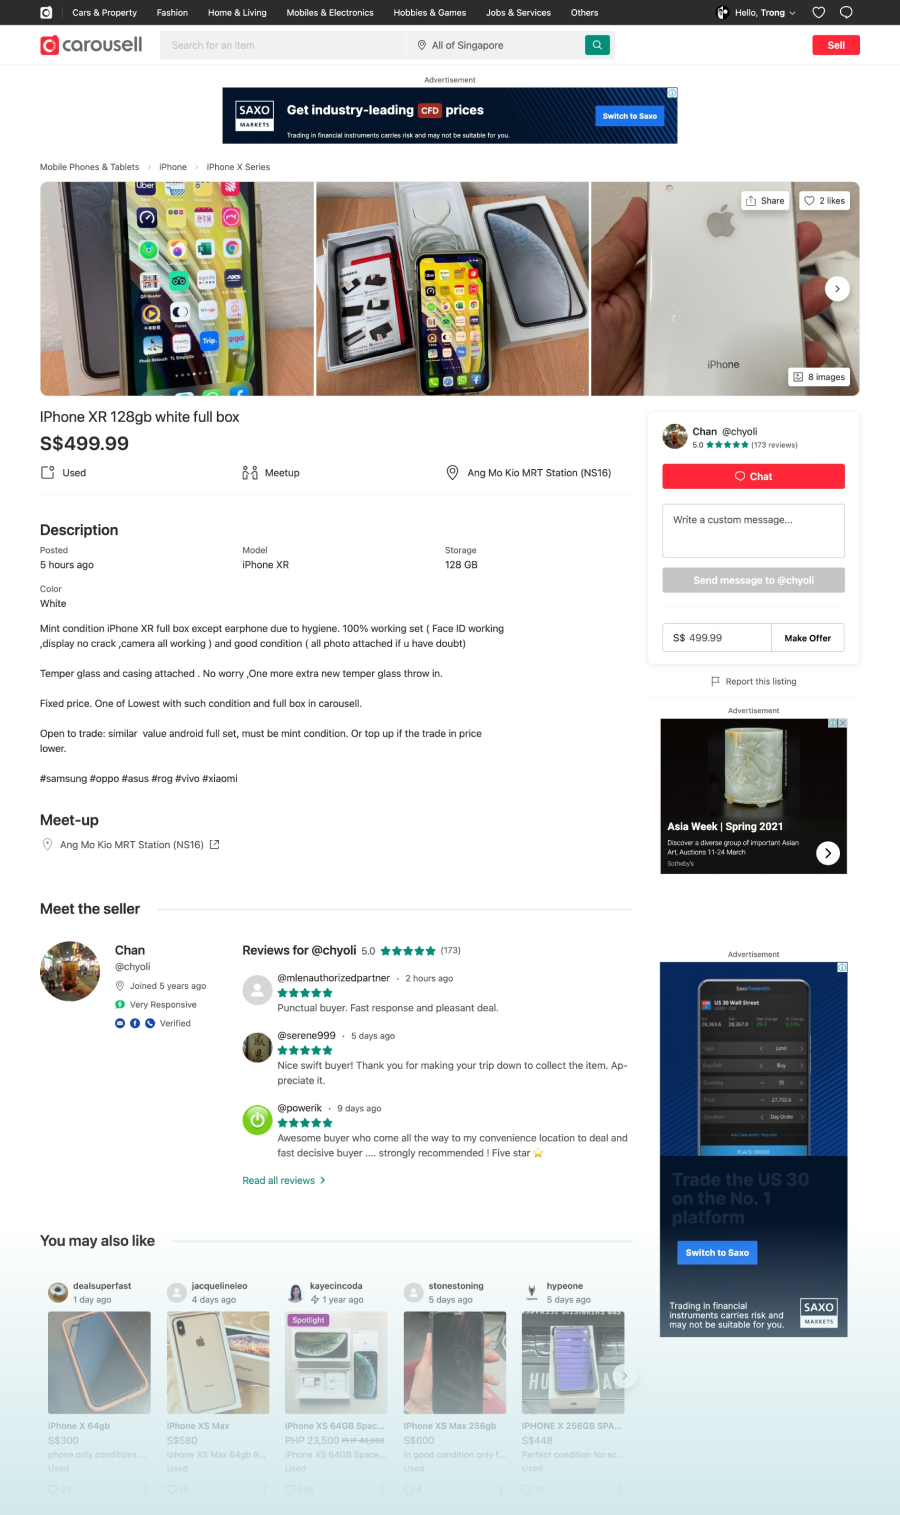 Cars & Property Fashion Home & Living Mobiles & Electronics Hobbies & Games Jobs & Services Others Hello, Trong
carousell Search for an item All of Singapore Sell
Advertisement
SAXO MARKETS Get industry-leading CFD prices Switch to Saxo
Trading in financial instruments carries risk and may not be suitable for you.
Mobile Phones & Tablets iPhone iPhone X Series
Share 2 likes
iPhone
8 images
IPhone XR 128gb white full box
S$499.99
Used Meetup Ang Mo Kio MRT Station (NS16)
Chan @chyoli
5.0 (173 reviews)
Chat
Write a custom message...
Send message to @chyoli
S$ 499.99 Make Offer
Report this listing
Description
Posted Model Storage
5 hours ago iPhone XR 128 GB
Color
White
Mint condition iPhone XR full box except earphone due to hygiene. 100% working set ( Face ID working
,display no crack ,camera all working ) and good condition ( all photo attached if u have doubt)
Temper glass and casing attached . No worry ,One more extra new temper glass throw in.
Fixed price. One of Lowest with such condition and full box in carousell.
Open to trade: similar value android full set, must be mint condition. Or top up if the trade in price
lower.
#samsung #oppo #asus #rog #vivo #xiaomi
Meet-up
Ang Mo Kio MRT Station (NS16)
Advertisement
Asia Week | Spring 2021
Discover a diverse group of important Asian
Art, Auctions 11-24 March
Sotheby's
Meet the seller
Chan
@chyoli
Joined 5 years ago
Very Responsive
Verified
Reviews for @chyoli 5.0 (173)
@mlenauthorizedpartner · 2 hours ago
Punctual buyer. Fast response and pleasant deal.
@serene999 · 5 days ago
Nice swift buyer! Thank you for making your trip down to collect the item. Ap-
preciate it.
@powerik · 9 days ago
Awesome buyer who come all the way to my convenience location to deal and
fast decisive buyer .... strongly recommended ! Five star ⭐
Read all reviews
Advertisement
US 30 Wall Street
Type Limit
Buy/Sell Buy
Quantity 35
Price 27,702.6
Duration Day Order
PLACE ORDER
Trade the US 30
on the No. 1
platform
Switch to Saxo
Trading in financial
instruments carries risk and
may not be suitable for you.
SAXO
MARKETS
You may also like
dealsuperfast
1 day ago
iPhone X 64gb
S$300
phone only conditions ...
Used
jacquelineleo
4 days ago
iPhone XS Max
S$580
Iphone XS Max 64gb R...
Used
kayecincoda
1 year ago
Spotlight
iPhone XS 64GB Spac...
PHP 23,500 PHP 40,000
iPhone XS 64GB Space...
Used
stonestoning
5 days ago
IPhone XS Max 256gb
S$600
In good condition only f...
Used
hypeone
5 days ago
IPHONE X 256GB SPA...
S$448
Perfect condition No sc...
Used